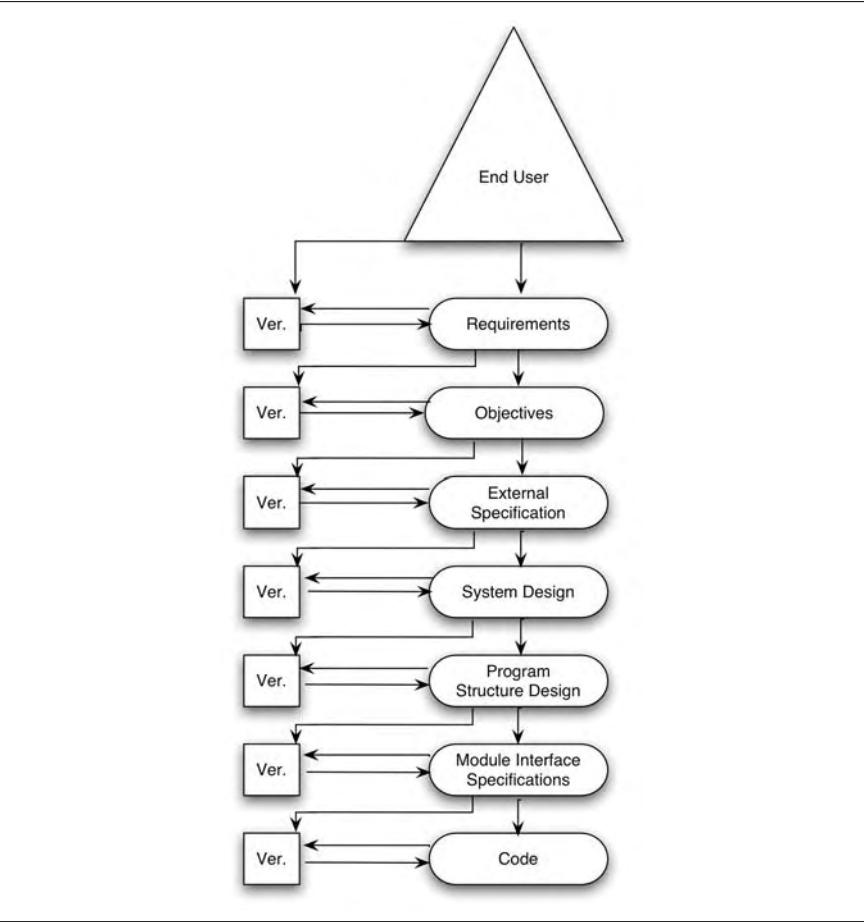 End User
Ver.
Requirements
Ver.
Objectives
Ver.
External
Specification
Ver.
System Design
Ver.
Program
Structure Design
Ver.
Module Interface
Specifications
Ver.
Code